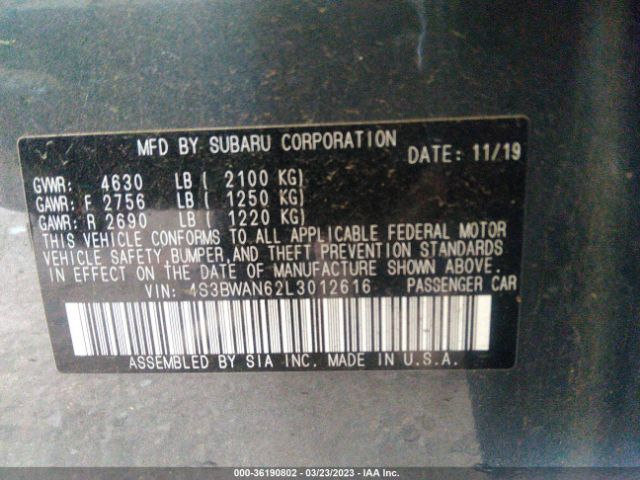 MFD BY SUBARU CORPORATION DATE: 11/19
GVWR: 4630 LB ( 2100 KG)
GAWR: F 2756 LB ( 1250 KG)
GAWR: R 2690 LB ( 1220 KG)
THIS VEHICLE CONFORMS TO ALL APPLICABLE FEDERAL MOTOR
VEHICLE SAFETY, BUMPER, AND THEFT PREVENTION STANDARDS
IN EFFECT ON THE DATE OF MANUFACTURE SHOWN ABOVE.
VIN: 4S3BWAN62L3012616 PASSENGER CAR
ASSEMBLED BY SIA INC. MADE IN U.S.A.
000-36190802 - 03/23/2023 - IAA Inc.